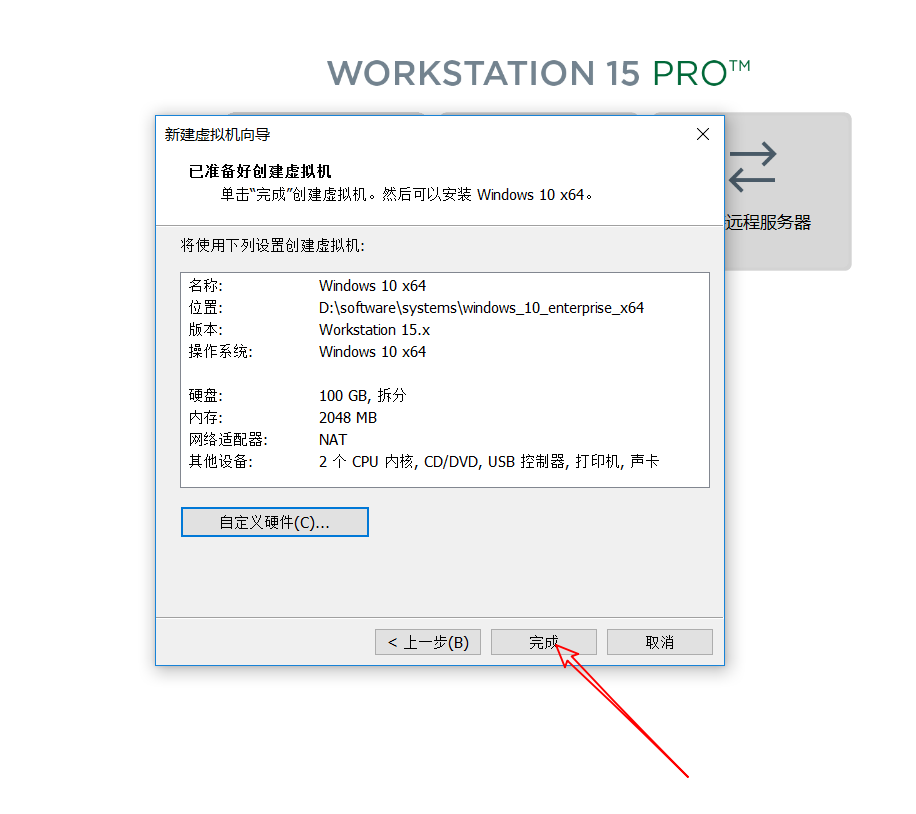 WORKSTATION 15 PRO™
新建虚拟机向导
已准备好创建虚拟机
单击“完成”创建虚拟机。然后可以安装 Windows 10 x64。
远程服务器
将使用下列设置创建虚拟机:
名称: Windows 10 x64
位置: D:\software\systems\windows_10_enterprise_x64
版本: Workstation 15.x
操作系统: Windows 10 x64
硬盘: 100 GB, 拆分
内存: 2048 MB
网络适配器: NAT
其他设备: 2 个 CPU 内核, CD/DVD, USB 控制器, 打印机, 声卡
自定义硬件(C)...
< 上一步(B) 完成 取消